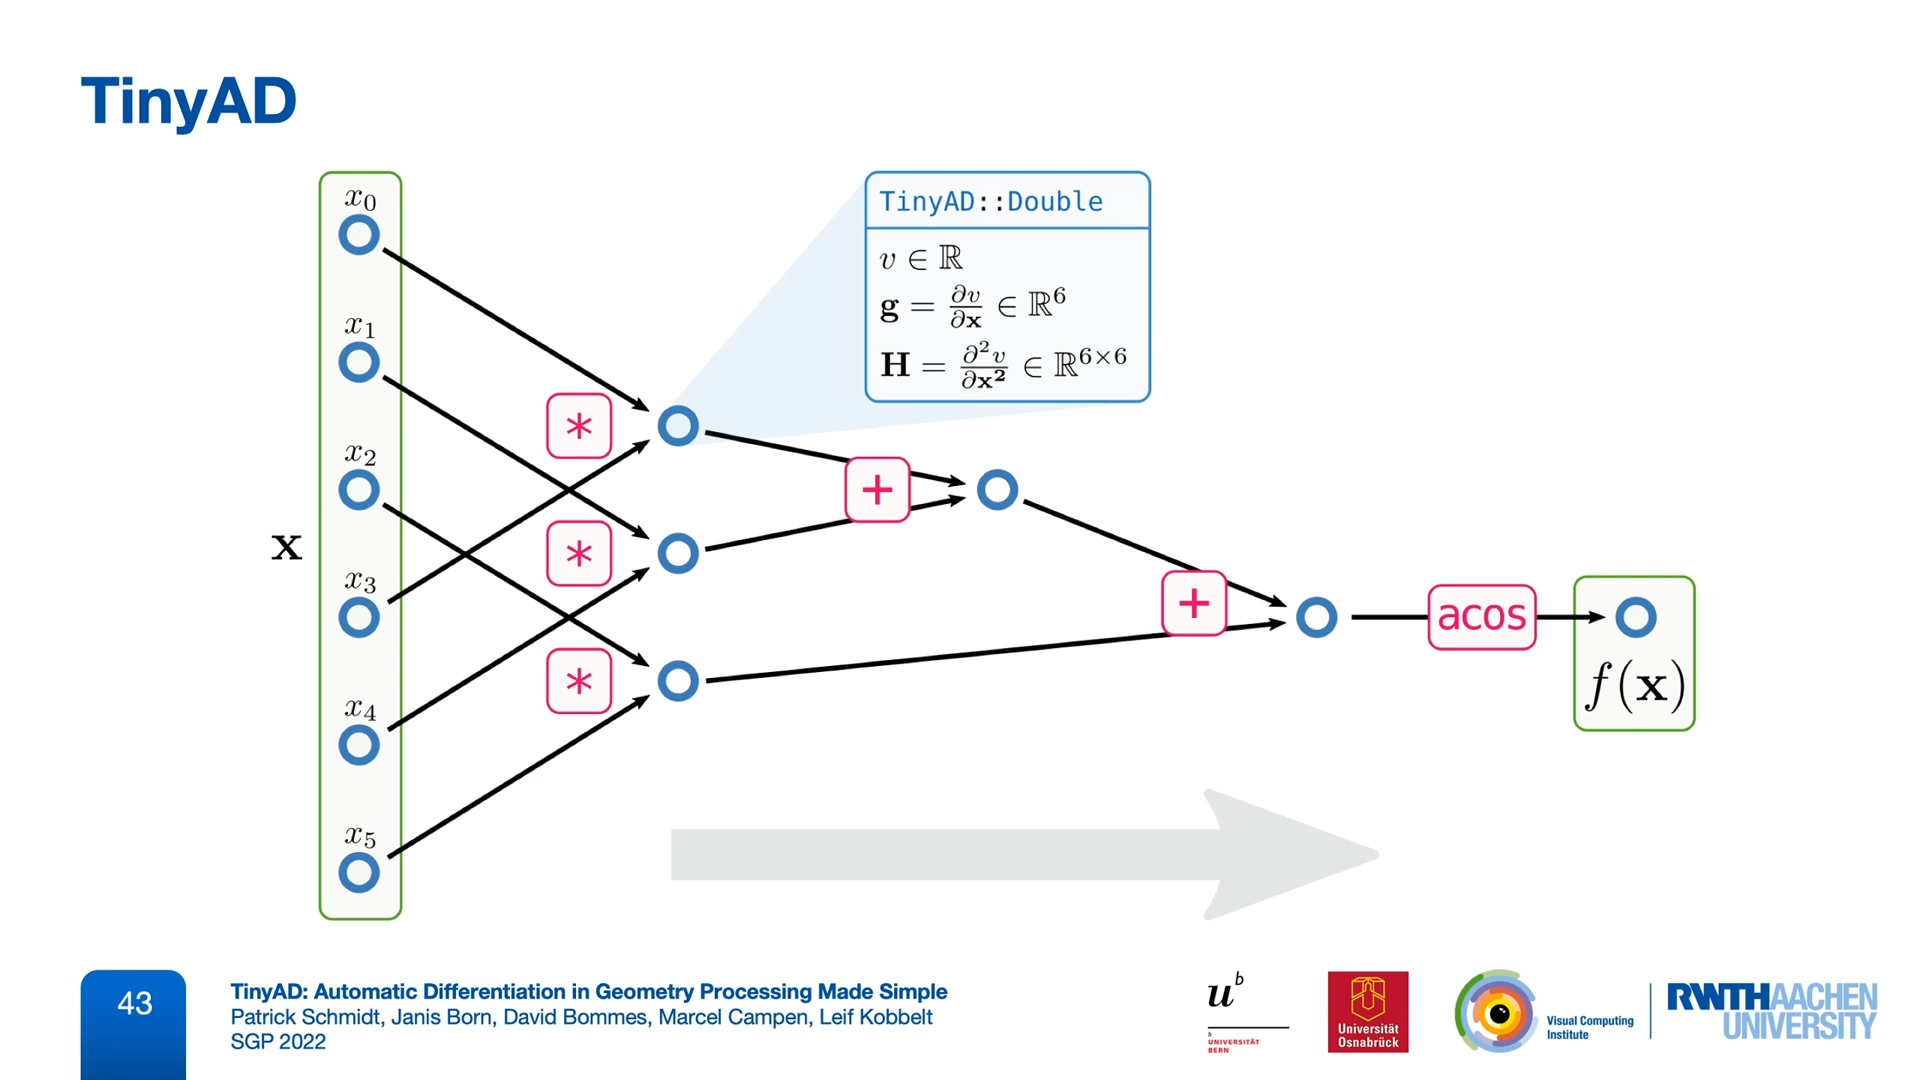 TinyAD
x₀
x₁
x₂
x₃
x₄
x₅
x
*
*
*
TinyAD::Double
v ∈ ℝ
g = ∂v/∂x ∈ ℝ⁶
H = ∂²v/∂x² ∈ ℝ⁶ˣ⁶
+
+
acos
f(x)
43
TinyAD: Automatic Differentiation in Geometry Processing Made Simple
Patrick Schmidt, Janis Born, David Bommes, Marcel Campen, Leif Kobbelt
SGP 2022
uᵇ
b
UNIVERSITÄT
BERN
Universität
Osnabrück
Visual Computing
Institute
RWTHAACHEN
UNIVERSITY